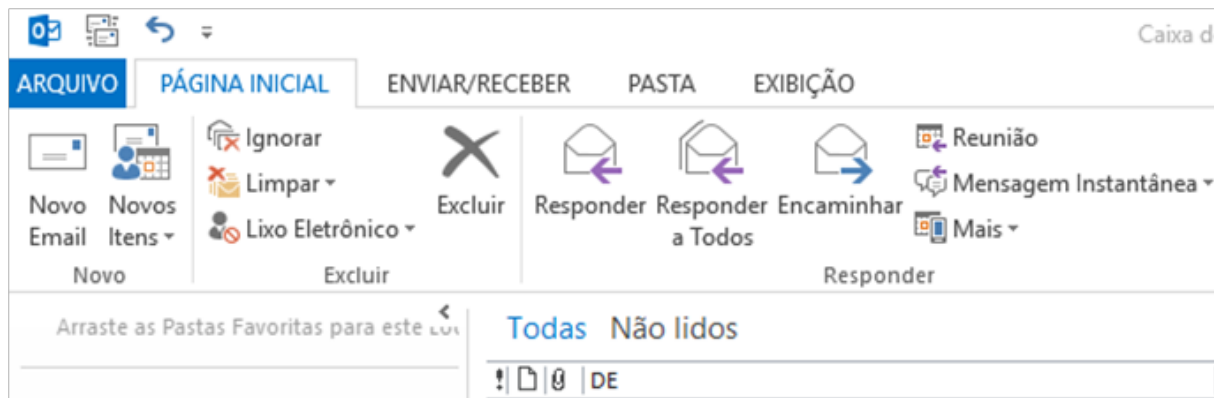 Caixa d
ARQUIVO PÁGINA INICIAL ENVIAR/RECEBER PASTA EXIBIÇÃO
Novo Email
Novos Itens
Ignorar
Limpar
Lixo Eletrônico
Excluir
Responder
Responder a Todos
Encaminhar
Reunião
Mensagem Instantânea
Mais
Novo Excluir Responder
Arraste as Pastas Favoritas para este
Todas Não lidos
DE